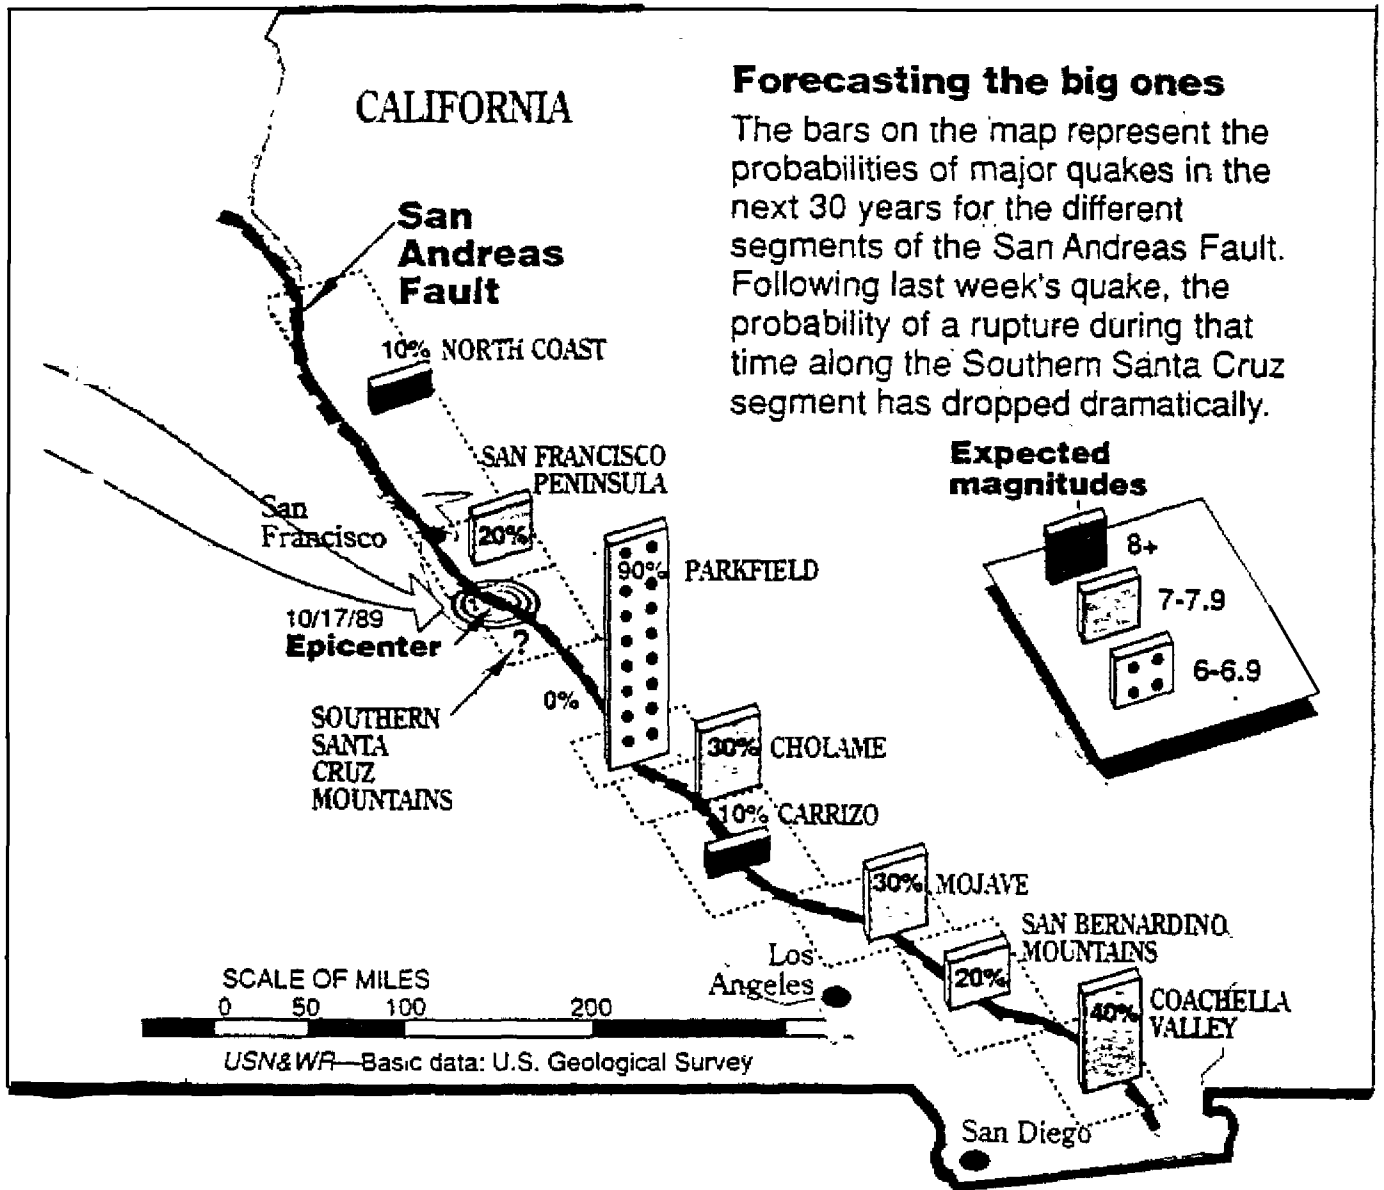 CALIFORNIA
Forecasting the big ones
The bars on the map represent the
probabilities of major quakes in the
next 30 years for the different
segments of the San Andreas Fault.
Following last week's quake, the
probability of a rupture during that
time along the Southern Santa Cruz
segment has dropped dramatically.
San
Andreas
Fault
10% NORTH COAST
SAN FRANCISCO
PENINSULA
20%
San
Francisco
90% PARKFIELD
Expected
magnitudes
8+
7-7.9
6-6.9
10/17/89
Epicenter
?
0%
SOUTHERN
SANTA
CRUZ
MOUNTAINS
30% CHOLAME
10% CARRIZO
30% MOJAVE
SAN BERNARDINO
MOUNTAINS
20%
Los
Angeles
40%
COACHELLA
VALLEY
SCALE OF MILES
0 50 100 200
USN&WR—Basic data: U.S. Geological Survey
San Diego